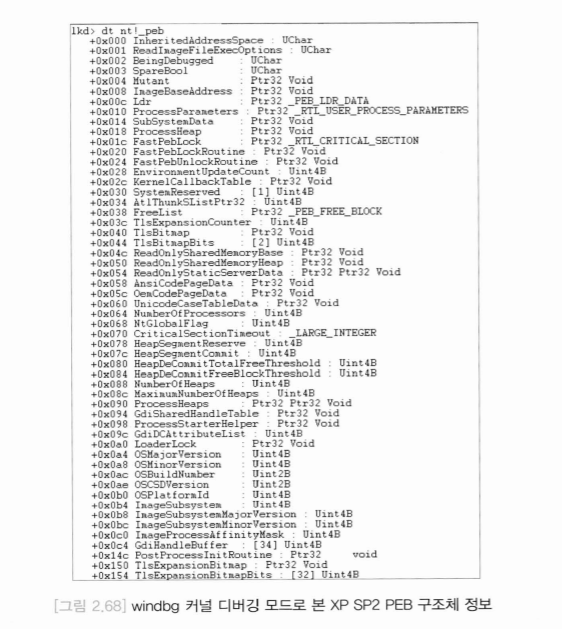 lkd> dt nt!_peb
+0x000 InheritedAddressSpace : UChar
+0x001 ReadImageFileExecOptions : UChar
+0x002 BeingDebugged : UChar
+0x003 SpareBool : UChar
+0x004 Mutant : Ptr32 Void
+0x008 ImageBaseAddress : Ptr32 Void
+0x00c Ldr : Ptr32 _PEB_LDR_DATA
+0x010 ProcessParameters : Ptr32 _RTL_USER_PROCESS_PARAMETERS
+0x014 SubSystemData : Ptr32 Void
+0x018 ProcessHeap : Ptr32 Void
+0x01c FastPebLock : Ptr32 _RTL_CRITICAL_SECTION
+0x020 FastPebLockRoutine : Ptr32 Void
+0x024 FastPebUnlockRoutine : Ptr32 Void
+0x028 EnvironmentUpdateCount : Uint4B
+0x02c KernelCallbackTable : Ptr32 Void
+0x030 SystemReserved : [1] Uint4B
+0x034 AtlThunkSListPtr32 : Uint4B
+0x038 FreeList : Ptr32 _PEB_FREE_BLOCK
+0x03c TlsExpansionCounter : Uint4B
+0x040 TlsBitmap : Ptr32 Void
+0x044 TlsBitmapBits : [2] Uint4B
+0x04c ReadOnlySharedMemoryBase : Ptr32 Void
+0x050 ReadOnlySharedMemoryHeap : Ptr32 Void
+0x054 ReadOnlyStaticServerData : Ptr32 Ptr32 Void
+0x058 AnsiCodePageData : Ptr32 Void
+0x05c OemCodePageData : Ptr32 Void
+0x060 UnicodeCaseTableData : Ptr32 Void
+0x064 NumberOfProcessors : Uint4B
+0x068 NtGlobalFlag : Uint4B
+0x070 CriticalSectionTimeout : _LARGE_INTEGER
+0x078 HeapSegmentReserve : Uint4B
+0x07c HeapSegmentCommit : Uint4B
+0x080 HeapDeCommitTotalFreeThreshold : Uint4B
+0x084 HeapDeCommitFreeBlockThreshold : Uint4B
+0x088 NumberOfHeaps : Uint4B
+0x08c MaximumNumberOfHeaps : Uint4B
+0x090 ProcessHeaps : Ptr32 Ptr32 Void
+0x094 GdiSharedHandleTable : Ptr32 Void
+0x098 ProcessStarterHelper : Ptr32 Void
+0x09c GdiDCAttributeList : Uint4B
+0x0a0 LoaderLock : Ptr32 Void
+0x0a4 OSMajorVersion : Uint4B
+0x0a8 OSMinorVersion : Uint4B
+0x0ac OSBuildNumber : Uint2B
+0x0ae OSCSDVersion : Uint2B
+0x0b0 OSPlatformId : Uint4B
+0x0b4 ImageSubsystem : Uint4B
+0x0b8 ImageSubsystemMajorVersion : Uint4B
+0x0bc ImageSubsystemMinorVersion : Uint4B
+0x0c0 ImageProcessAffinityMask : Uint4B
+0x0c4 GdiHandleBuffer : [34] Uint4B
+0x14c PostProcessInitRoutine : Ptr32 void
+0x150 TlsExpansionBitmap : Ptr32 Void
+0x154 TlsExpansionBitmapBits : [32] Uint4B
[그림 2.68] windbg 커널 디버깅 모드로 본 XP SP2 PEB 구조체 정보